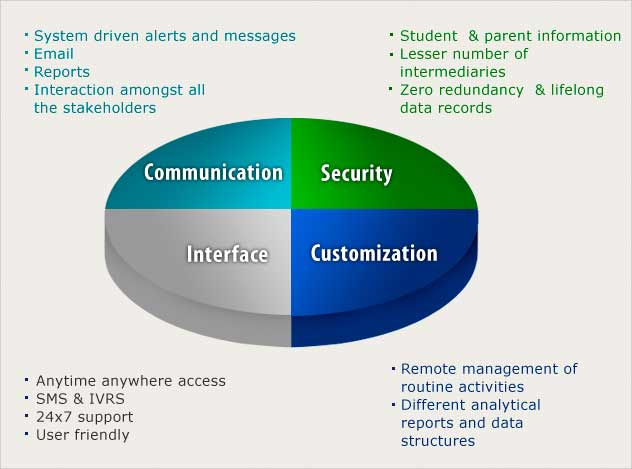 · System driven alerts and messages
· Email
· Reports
· Interaction amongst all
the stakeholders
· Student & parent information
· Lesser number of
intermediaries
· Zero redundancy & lifelong
data records
Communication
Security
Interface
Customization
· Anytime anywhere access
· SMS & IVRS
· 24x7 support
· User friendly
· Remote management of
routine activities
· Different analytical
reports and data
structures